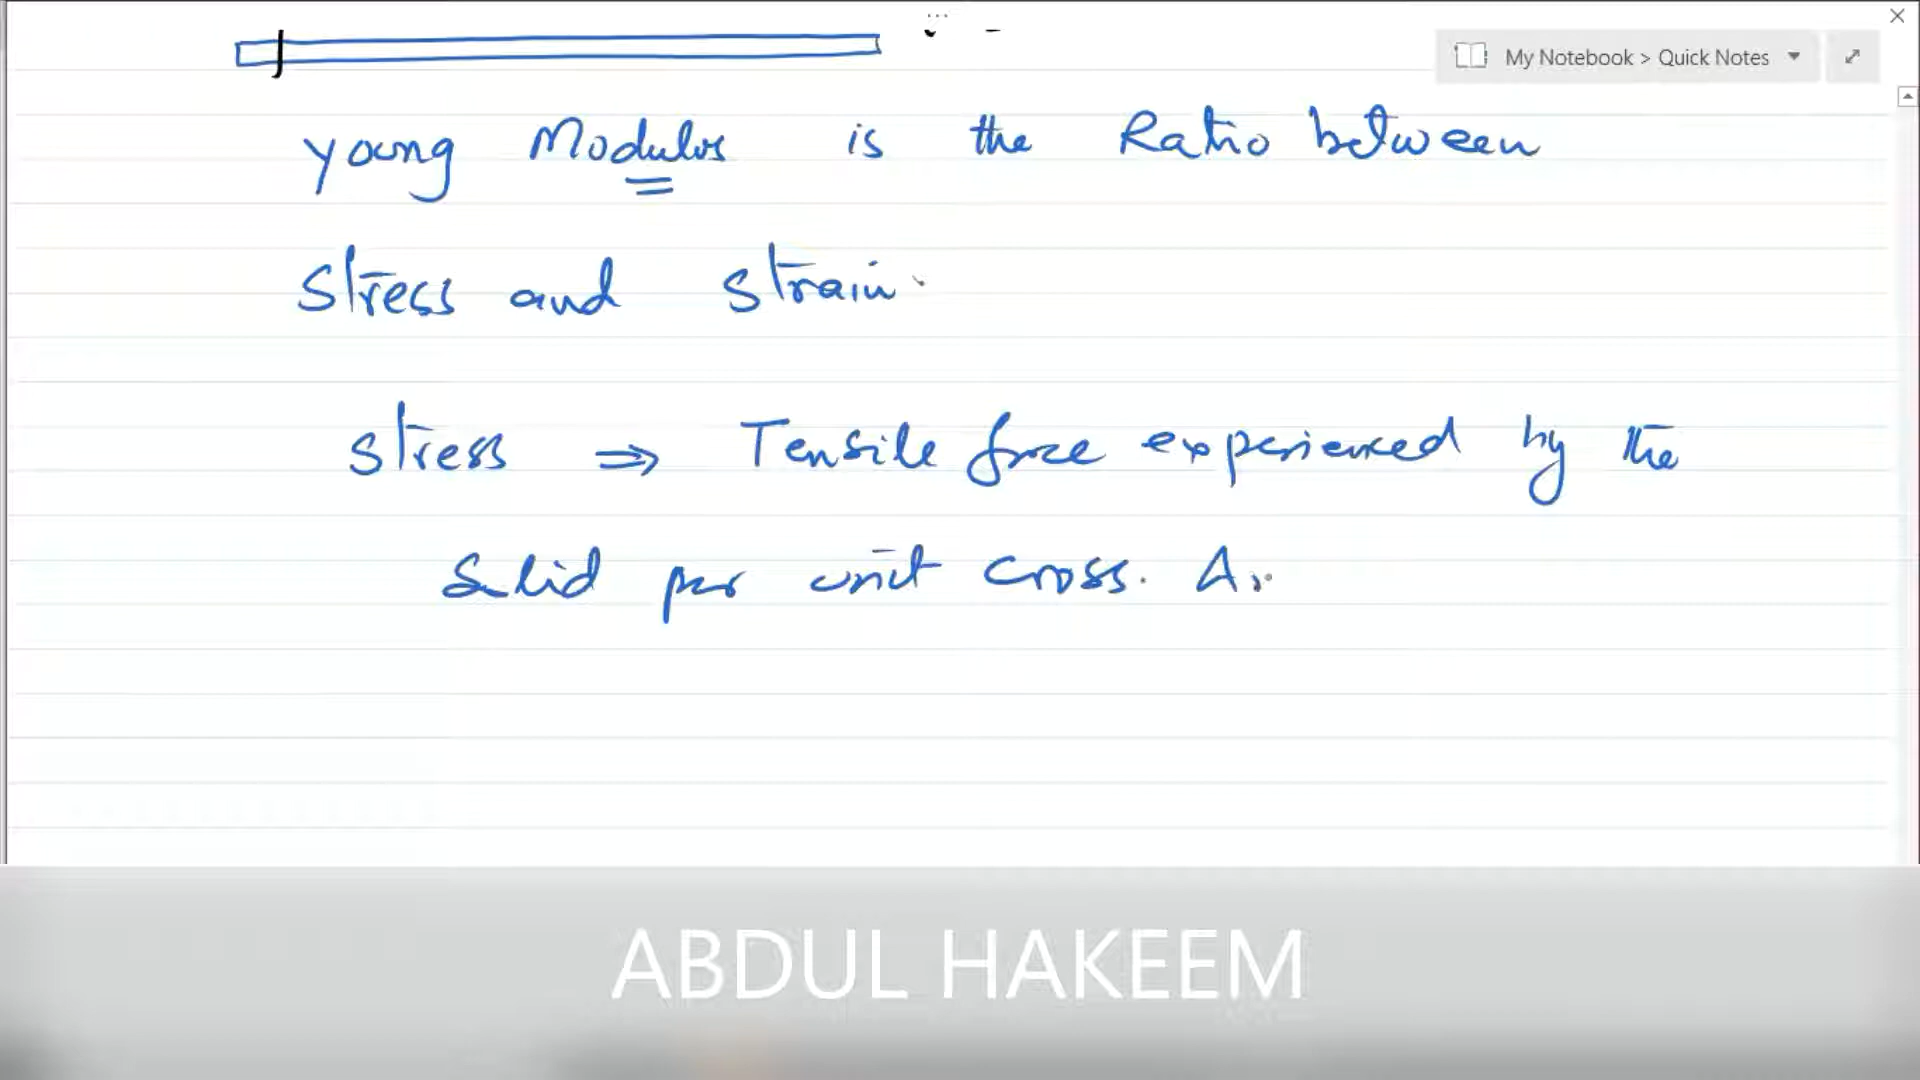 My Notebook > Quick Notes
young Modulus is the Ratio between
stress and strain.
stress ⇒ Tensile force experienced by the
Solid per unit cross. A
ABDUL HAKEEM